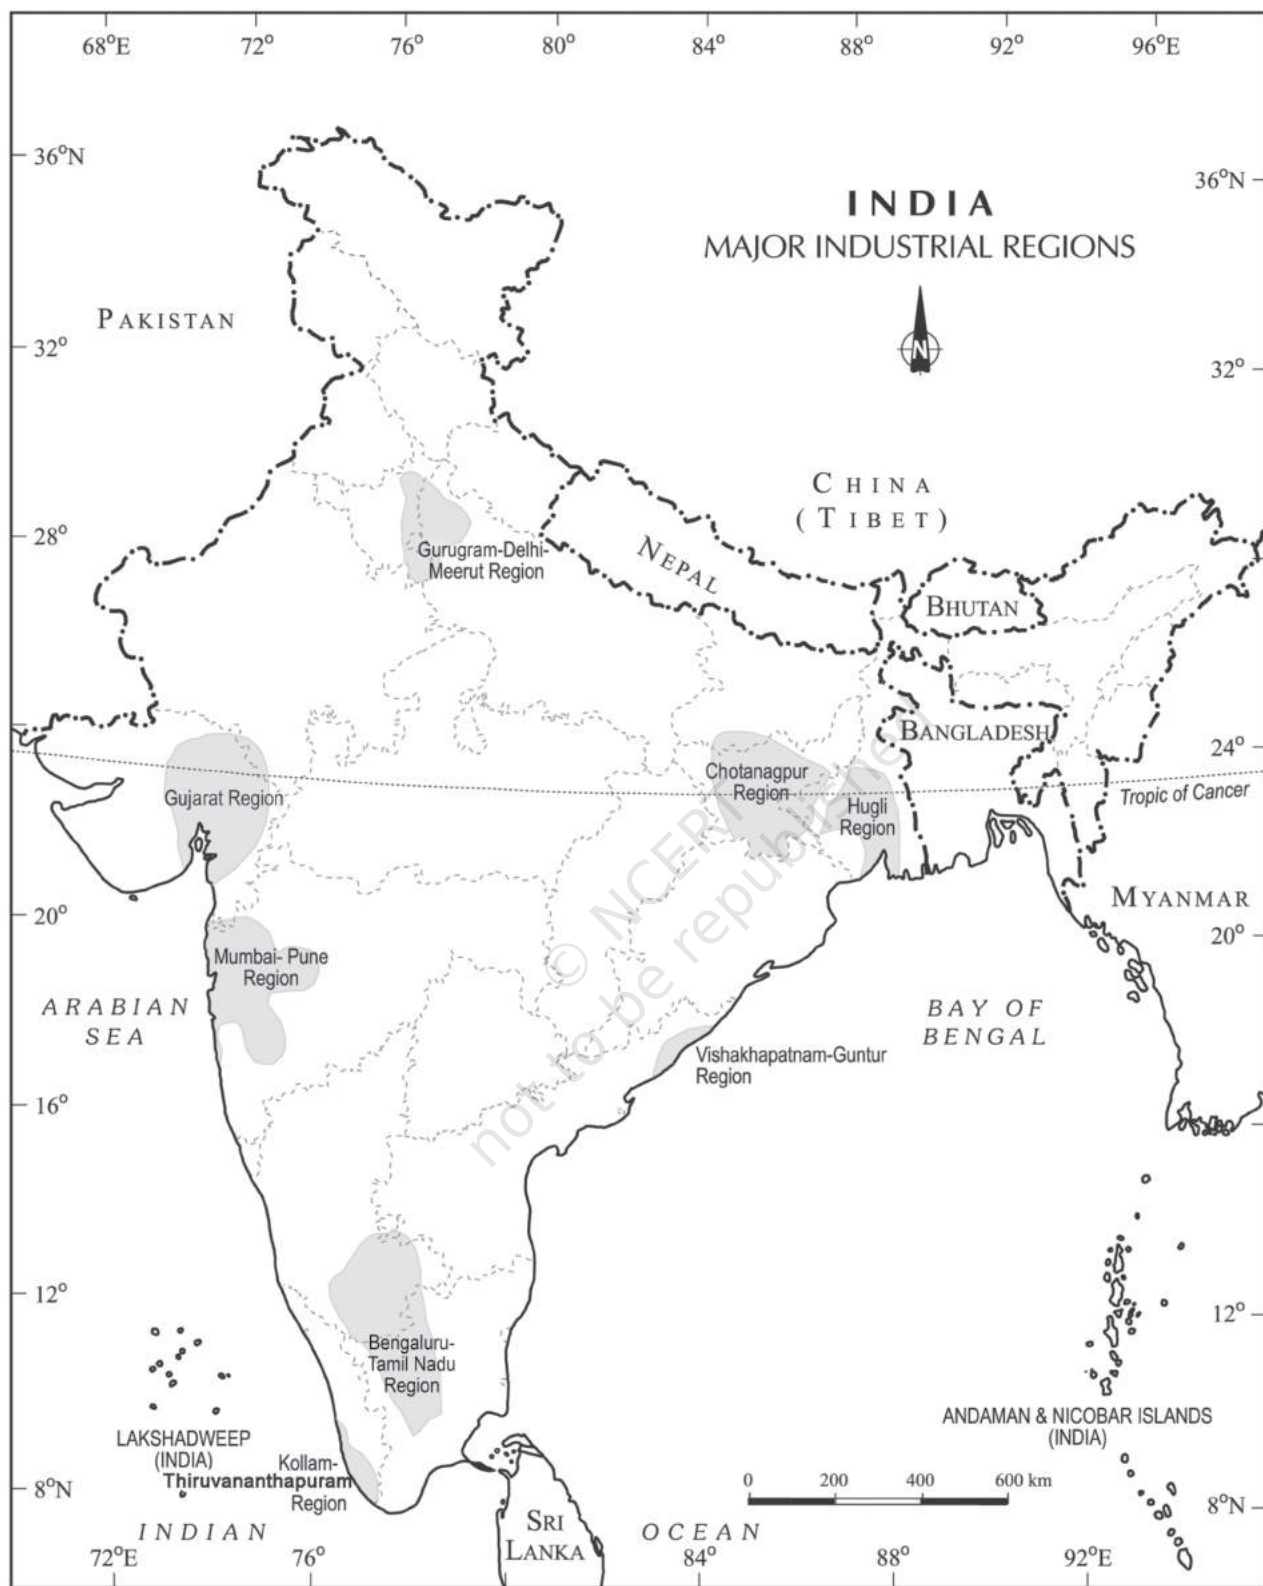 68°E 72° 76° 80° 84° 88° 92° 96°E
36°N
36°N
INDIA
MAJOR INDUSTRIAL REGIONS
N
PAKISTAN
32°
32°
CHINA
(TIBET)
28°
28°
Gurugram-Delhi-
Meerut Region
NEPAL
BHUTAN
BANGLADESH
24°
Chotanagpur
Region
Gujarat Region
Hugli
Region
Tropic of Cancer
MYANMAR
20°
20°
Mumbai- Pune
Region
ARABIAN
SEA
BAY OF
BENGAL
Vishakhapatnam-Guntur
Region
© NCERT
not to be republished
16°
12°
12°
Bengaluru-
Tamil Nadu
Region
LAKSHADWEEP
(INDIA)
ANDAMAN & NICOBAR ISLANDS
(INDIA)
Kollam-
Thiruvananthapuram
Region
0 200 400 600 km
8°N
8°N
INDIAN OCEAN
SRI
LANKA
72°E 76° 84° 88° 92°E